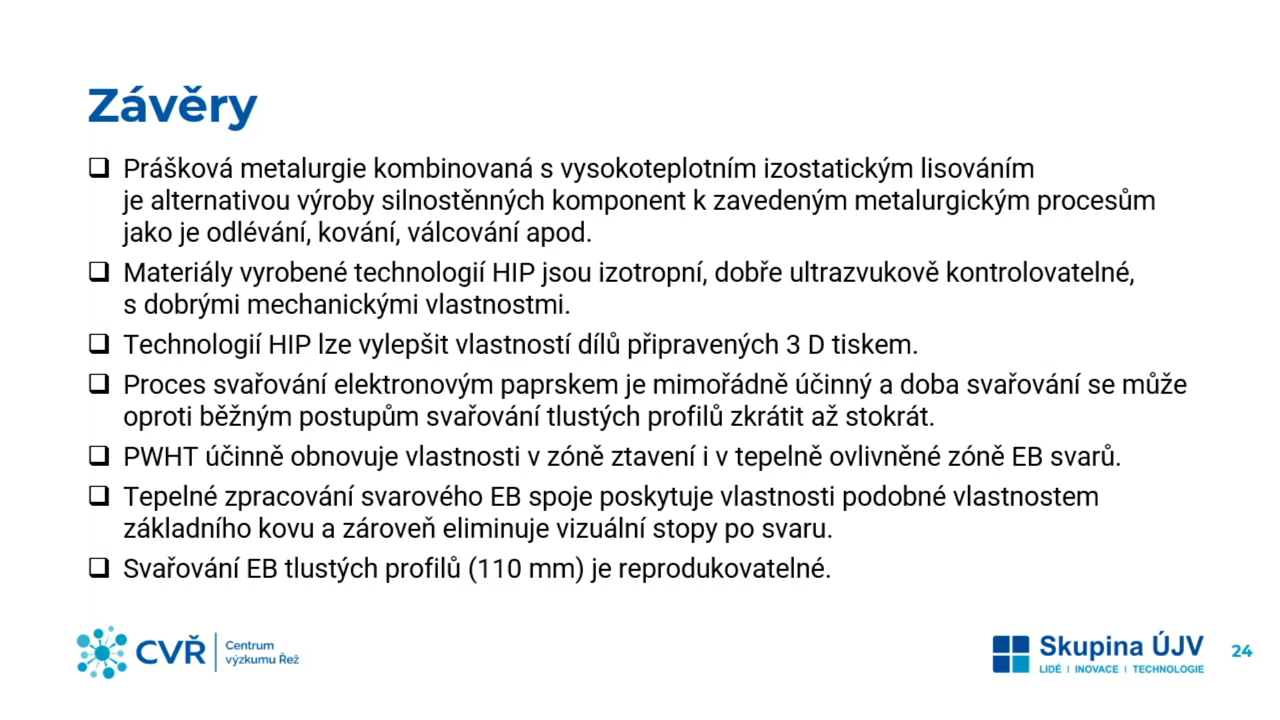 Závěry
❑ Prášková metalurgie kombinovaná s vysokoteplotním izostatickým lisováním
je alternativou výroby silnostěnných komponent k zavedeným metalurgickým procesům
jako je odlévání, kování, válcování apod.
❑ Materiály vyrobené technologií HIP jsou izotropní, dobře ultrazvukově kontrolovatelné,
s dobrými mechanickými vlastnostmi.
❑ Technologií HIP lze vylepšit vlastností dílů připravených 3 D tiskem.
❑ Proces svařování elektronovým paprskem je mimořádně účinný a doba svařování se může
oproti běžným postupům svařování tlustých profilů zkrátit až stokrát.
❑ PWHT účinně obnovuje vlastnosti v zóně ztavení i v tepelně ovlivněné zóně EB svarů.
❑ Tepelné zpracování svarového EB spoje poskytuje vlastnosti podobné vlastnostem
základního kovu a zároveň eliminuje vizuální stopy po svaru.
❑ Svařování EB tlustých profilů (110 mm) je reprodukovatelné.
CVŘ
Centrum
výzkumu Řež
Skupina ÚJV
LIDÉ | INOVACE | TECHNOLOGIE
24